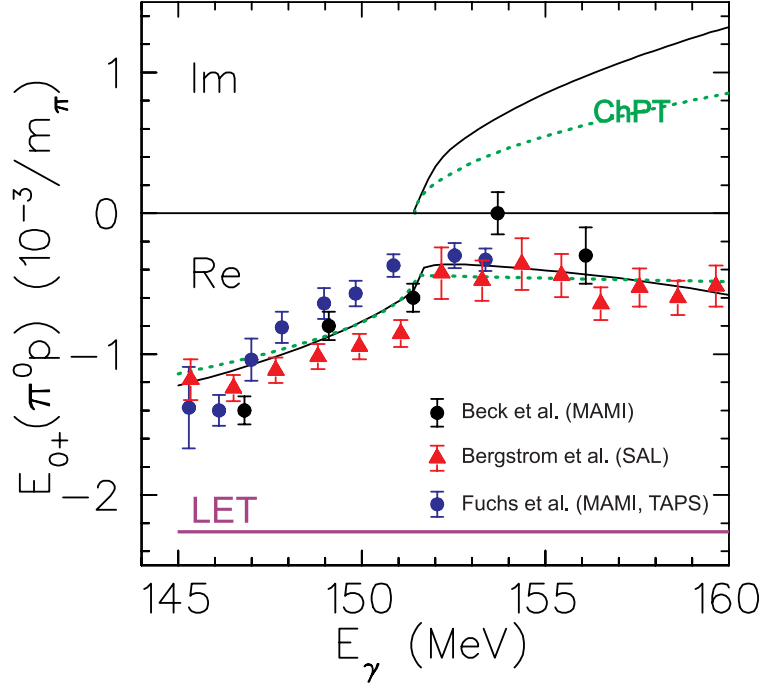 E₀₊(π⁰p) (10⁻³/mπ)
1
0
–1
–2
Im
ChPT
Re
Beck et al. (MAMI)
Bergstrom et al. (SAL)
Fuchs et al. (MAMI, TAPS)
LET
145 150 155 160
Eγ (MeV)